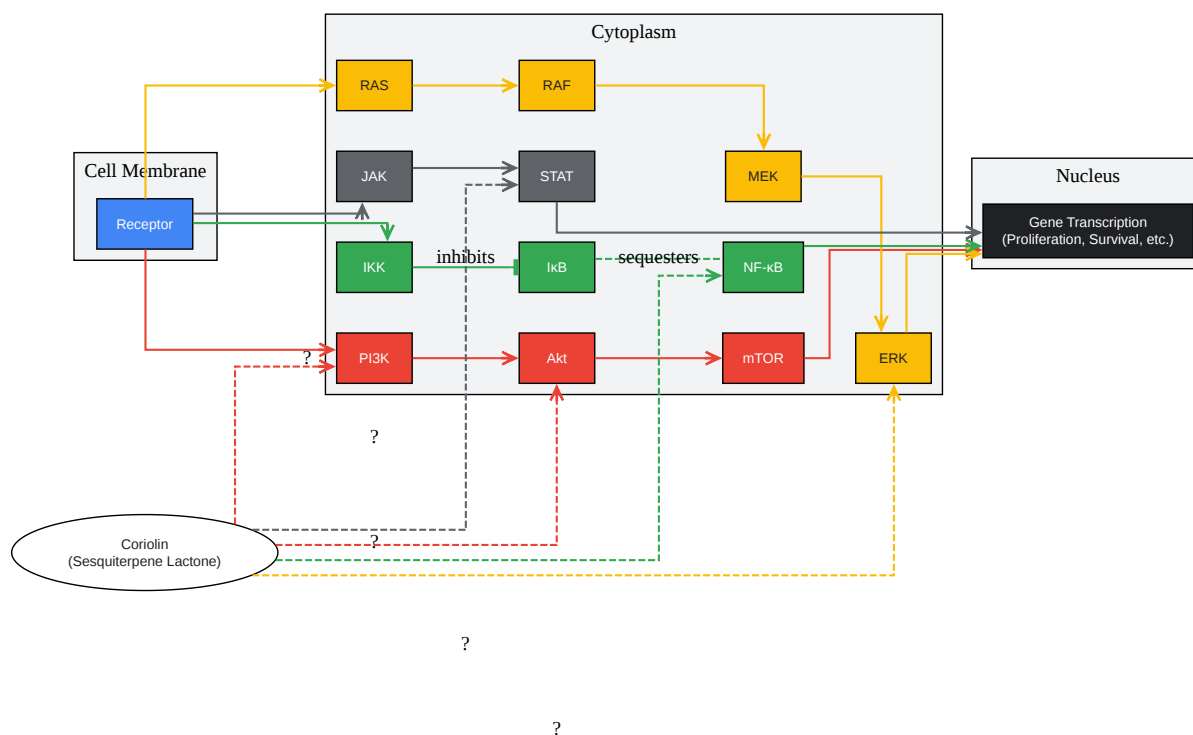 Cytoplasm
RAS
RAF
Cell Membrane
JAK
STAT
MEK
Nucleus
Receptor
Gene Transcription
(Proliferation, Survival, etc.)
IKK
inhibits
IκB
sequesters
NF-κB
?
PI3K
Akt
mTOR
ERK
?
Coriolin
(Sesquiterpene Lactone)
?
?
?